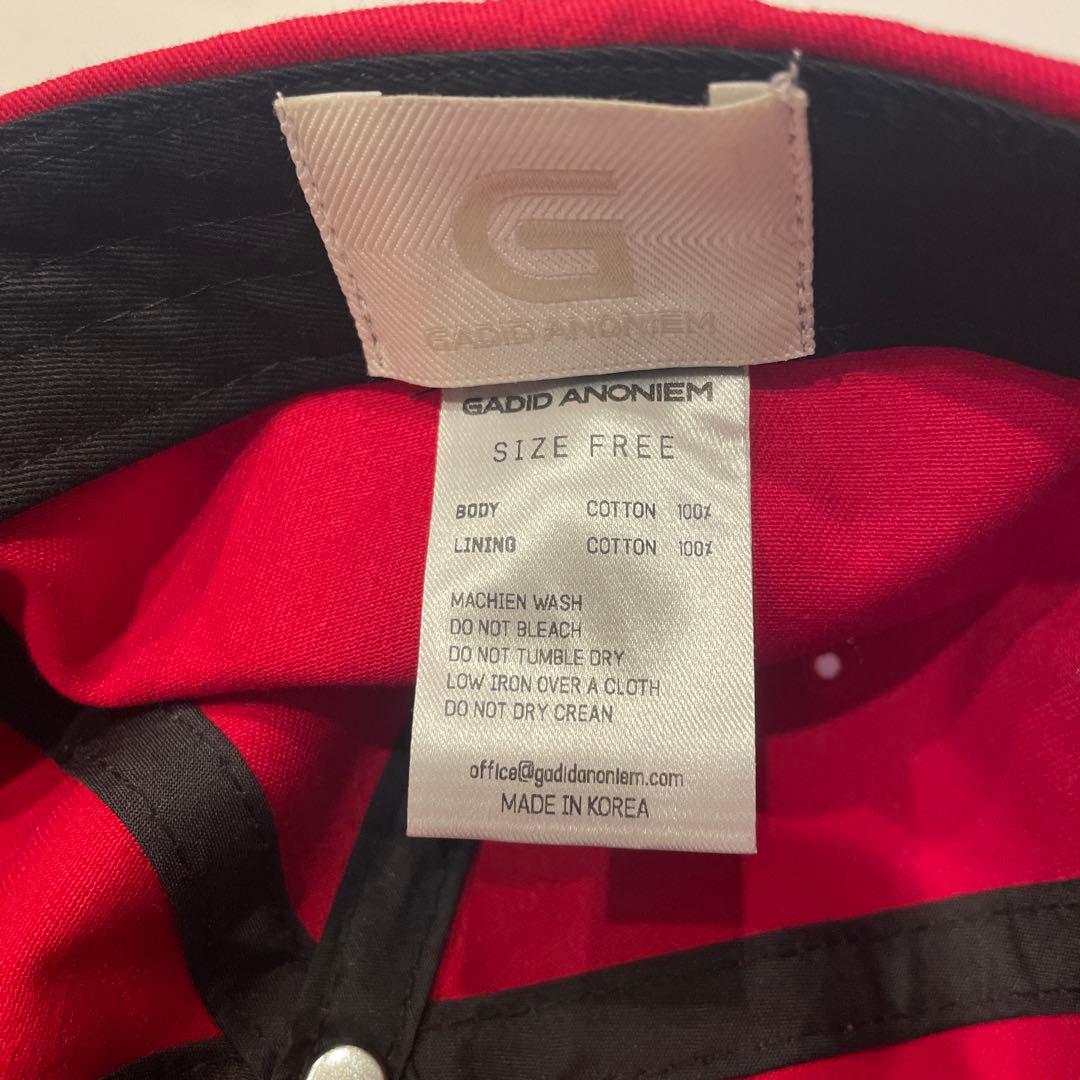 G
GADID ANONIEM
GADID ANONIEM
SIZE FREE
BODY COTTON 100%
LINING COTTON 100%
MACHIEN WASH
DO NOT BLEACH
DO NOT TUMBLE DRY
LOW IRON OVER A CLOTH
DO NOT DRY CREAN
office@gadidanoniem.com
MADE IN KOREA